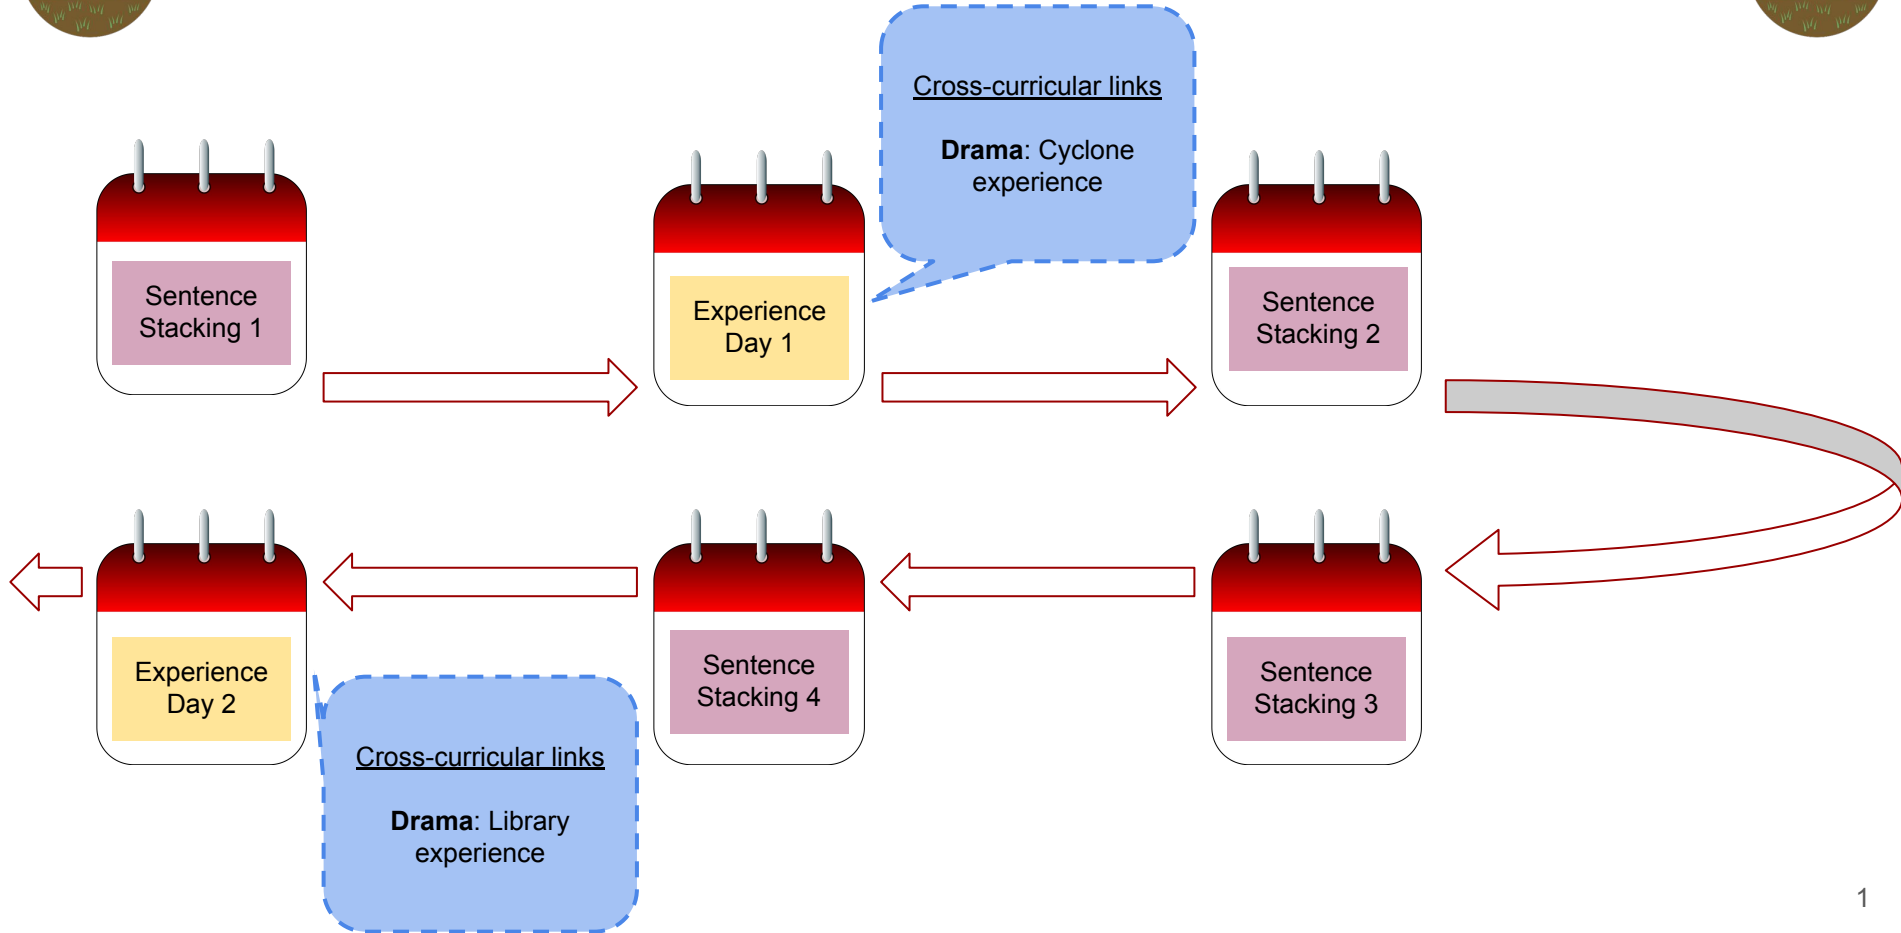 Cross-curricular links
Drama: Cyclone
experience
Sentence
Stacking 1
Experience
Day 1
Sentence
Stacking 2
Sentence
Stacking 3
Sentence
Stacking 4
Experience
Day 2
Cross-curricular links
Drama: Library
experience
1